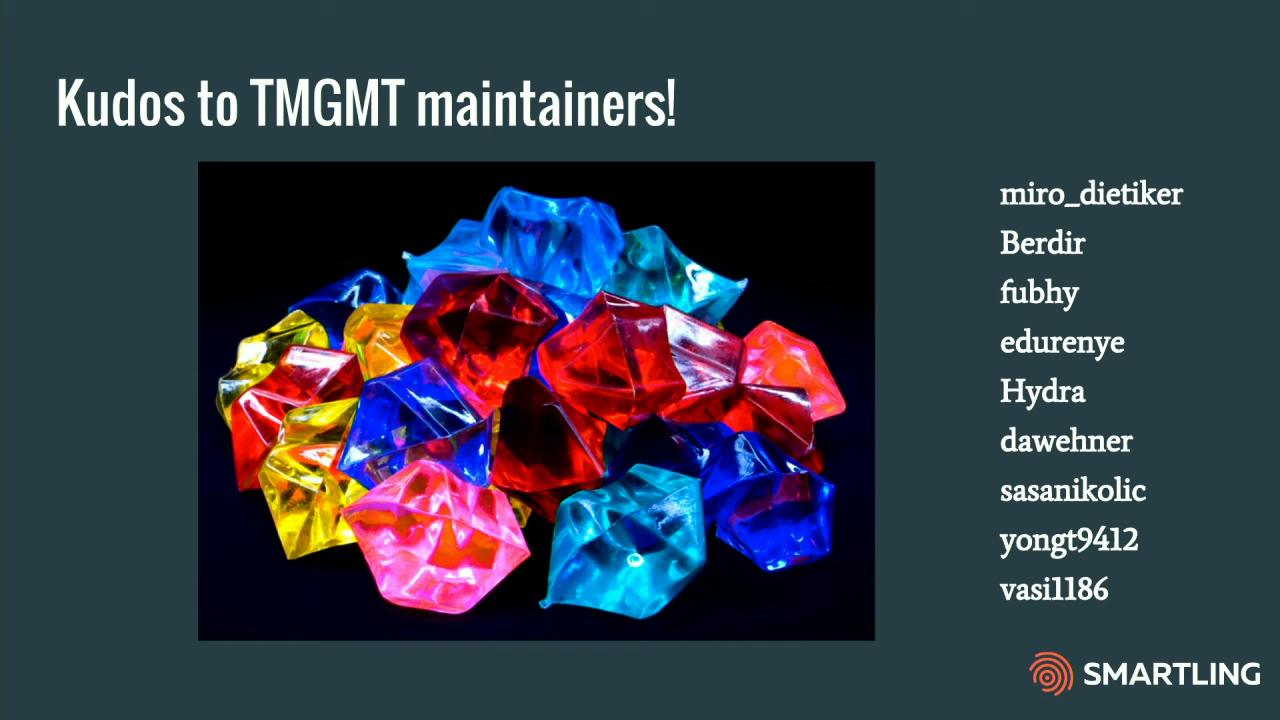 Kudos to TMGMT maintainers!
miro_dietiker
Berdir
fubhy
edurenye
Hydra
dawehner
sasanikolic
yongt9412
vasi1186
SMARTLING